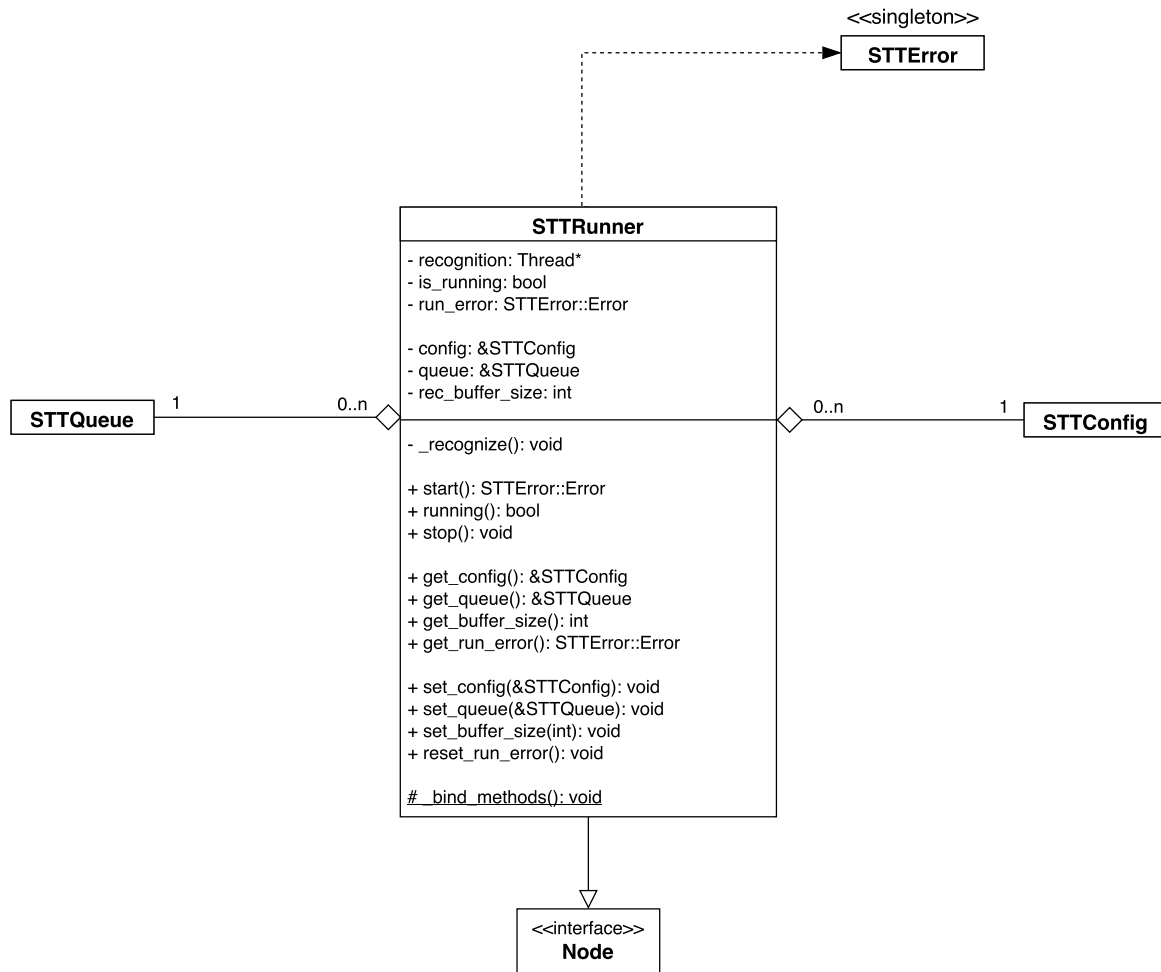 <<singleton>>
STTError
STTRunner
- recognition: Thread*
- is_running: bool
- run_error: STTError::Error
- config: &STTConfig
- queue: &STTQueue
- rec_buffer_size: int
STTQueue
1
0..n
0..n
1
STTConfig
- _recognize(): void
+ start(): STTError::Error
+ running(): bool
+ stop(): void
+ get_config(): &STTConfig
+ get_queue(): &STTQueue
+ get_buffer_size(): int
+ get_run_error(): STTError::Error
+ set_config(&STTConfig): void
+ set_queue(&STTQueue): void
+ set_buffer_size(int): void
+ reset_run_error(): void
# _bind_methods(): void
<<interface>>
Node